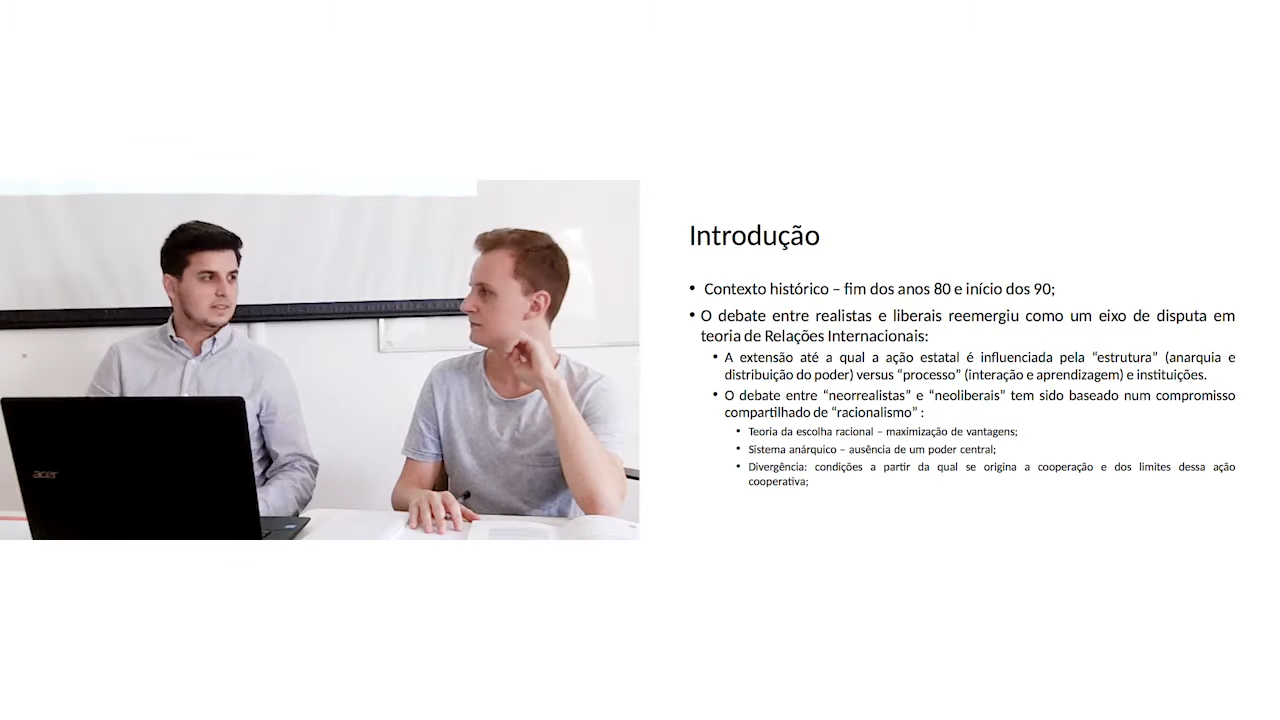 acer
Introdução
• Contexto histórico – fim dos anos 80 e início dos 90;
• O debate entre realistas e liberais reemergiu como um eixo de disputa em
teoria de Relações Internacionais:
• A extensão até a qual a ação estatal é influenciada pela “estrutura” (anarquia e
distribuição do poder) versus “processo” (interação e aprendizagem) e instituições.
• O debate entre “neorrealistas” e “neoliberais” tem sido baseado num compromisso
compartilhado de “racionalismo” :
• Teoria da escolha racional – maximização de vantagens;
• Sistema anárquico – ausência de um poder central;
• Divergência: condições a partir da qual se origina a cooperação e dos limites dessa ação
cooperativa;